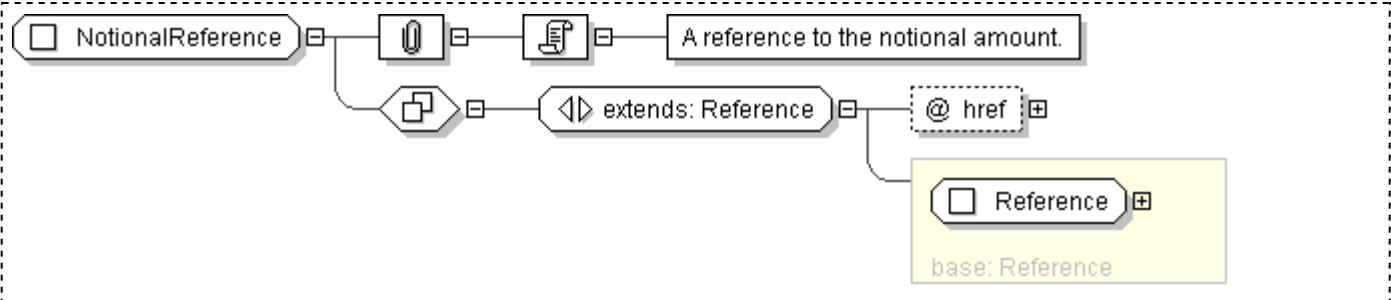 NotionalReference
A reference to the notional amount.
extends: Reference
@ href
Reference
base: Reference